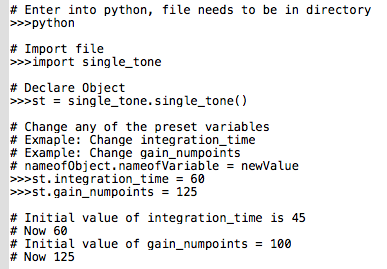 # Enter into python, file needs to be in directory
>>>python
# Import file
>>>import single_tone
# Declare Object
>>>st = single_tone.single_tone()
# Change any of the preset variables
# Exmaple: Change integration_time
# Example: Change gain_numpoints
# nameofObject.nameofVariable = newValue
>>>st.integration_time = 60
>>>st.gain_numpoints = 125
# Initial value of integration_time is 45
# Now 60
# Initial value of gain_numpoints = 100
# Now 125